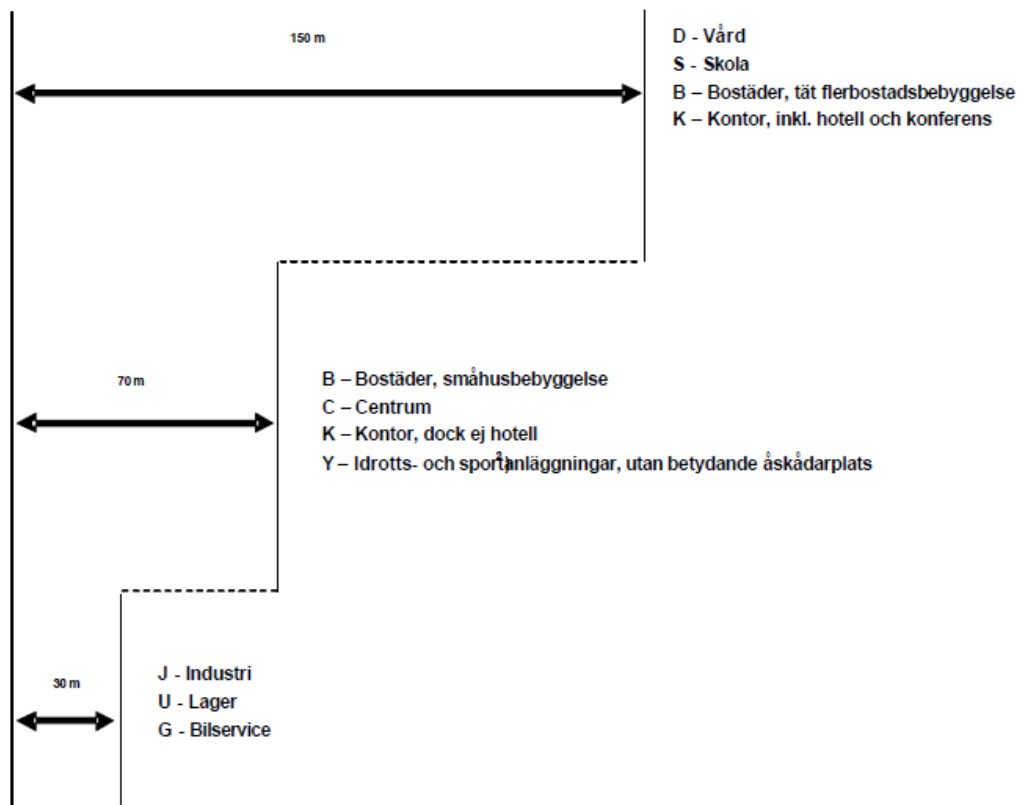 150 m
D - Vård
S - Skola
B – Bostäder, tät flerbostadsbebyggelse
K – Kontor, inkl. hotell och konferens
70 m
B – Bostäder, småhusbebyggelse
C – Centrum
K – Kontor, dock ej hotell
Y – Idrotts- och sportanläggningar, utan betydande åskådarplats
30 m
J - Industri
U - Lager
G - Bilservice